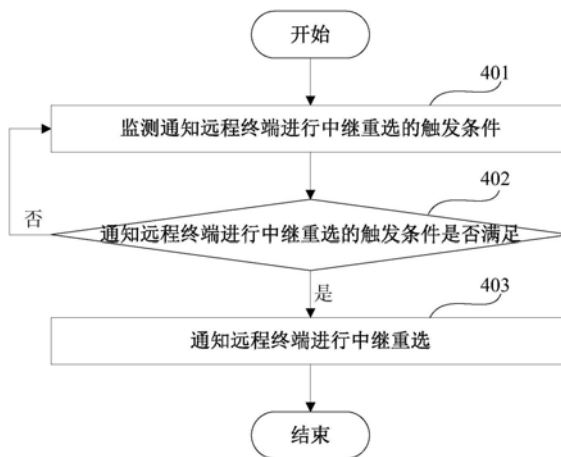 开始
401
监测通知远程终端进行中继重选的触发条件
402
通知远程终端进行中继重选的触发条件是否满足
否
是
403
通知远程终端进行中继重选
结束